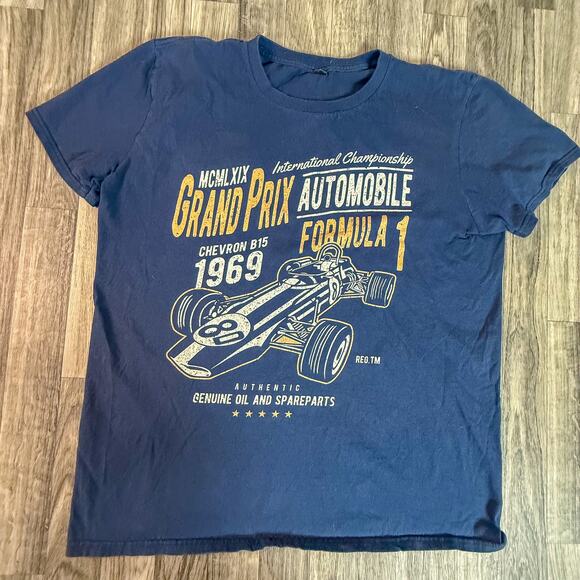 MCMLXIX
International Championship
GRAND PRIX
AUTOMOBILE
FORMULA 1
CHEVRON B15
1969
8
REG.TM
AUTHENTIC
GENUINE OIL AND SPAREPARTS